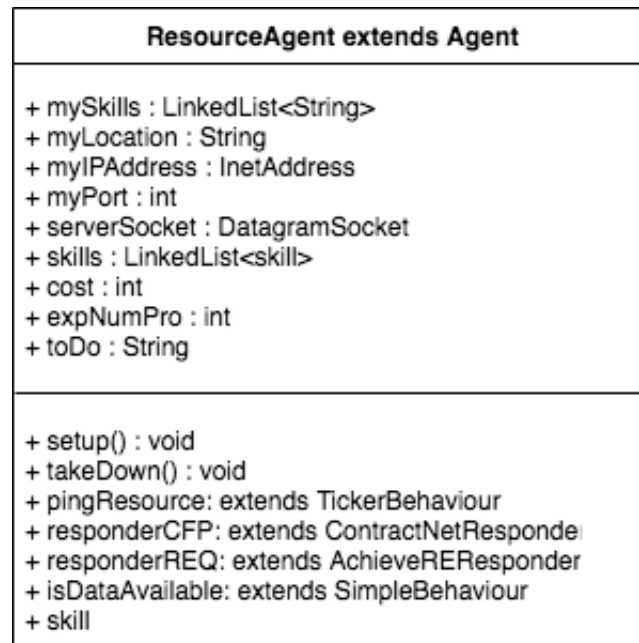 ResourceAgent extends Agent
+ mySkills : LinkedList<String>
+ myLocation : String
+ myIPAddress : InetAddress
+ myPort : int
+ serverSocket : DatagramSocket
+ skills : LinkedList<skill>
+ cost : int
+ expNumPro : int
+ toDo : String
+ setup() : void
+ takeDown() : void
+ pingResource: extends TickerBehaviour
+ responderCFP: extends ContractNetResponde
+ responderREQ: extends AchieveREResponder
+ isDataAvailable: extends SimpleBehaviour
+ skill